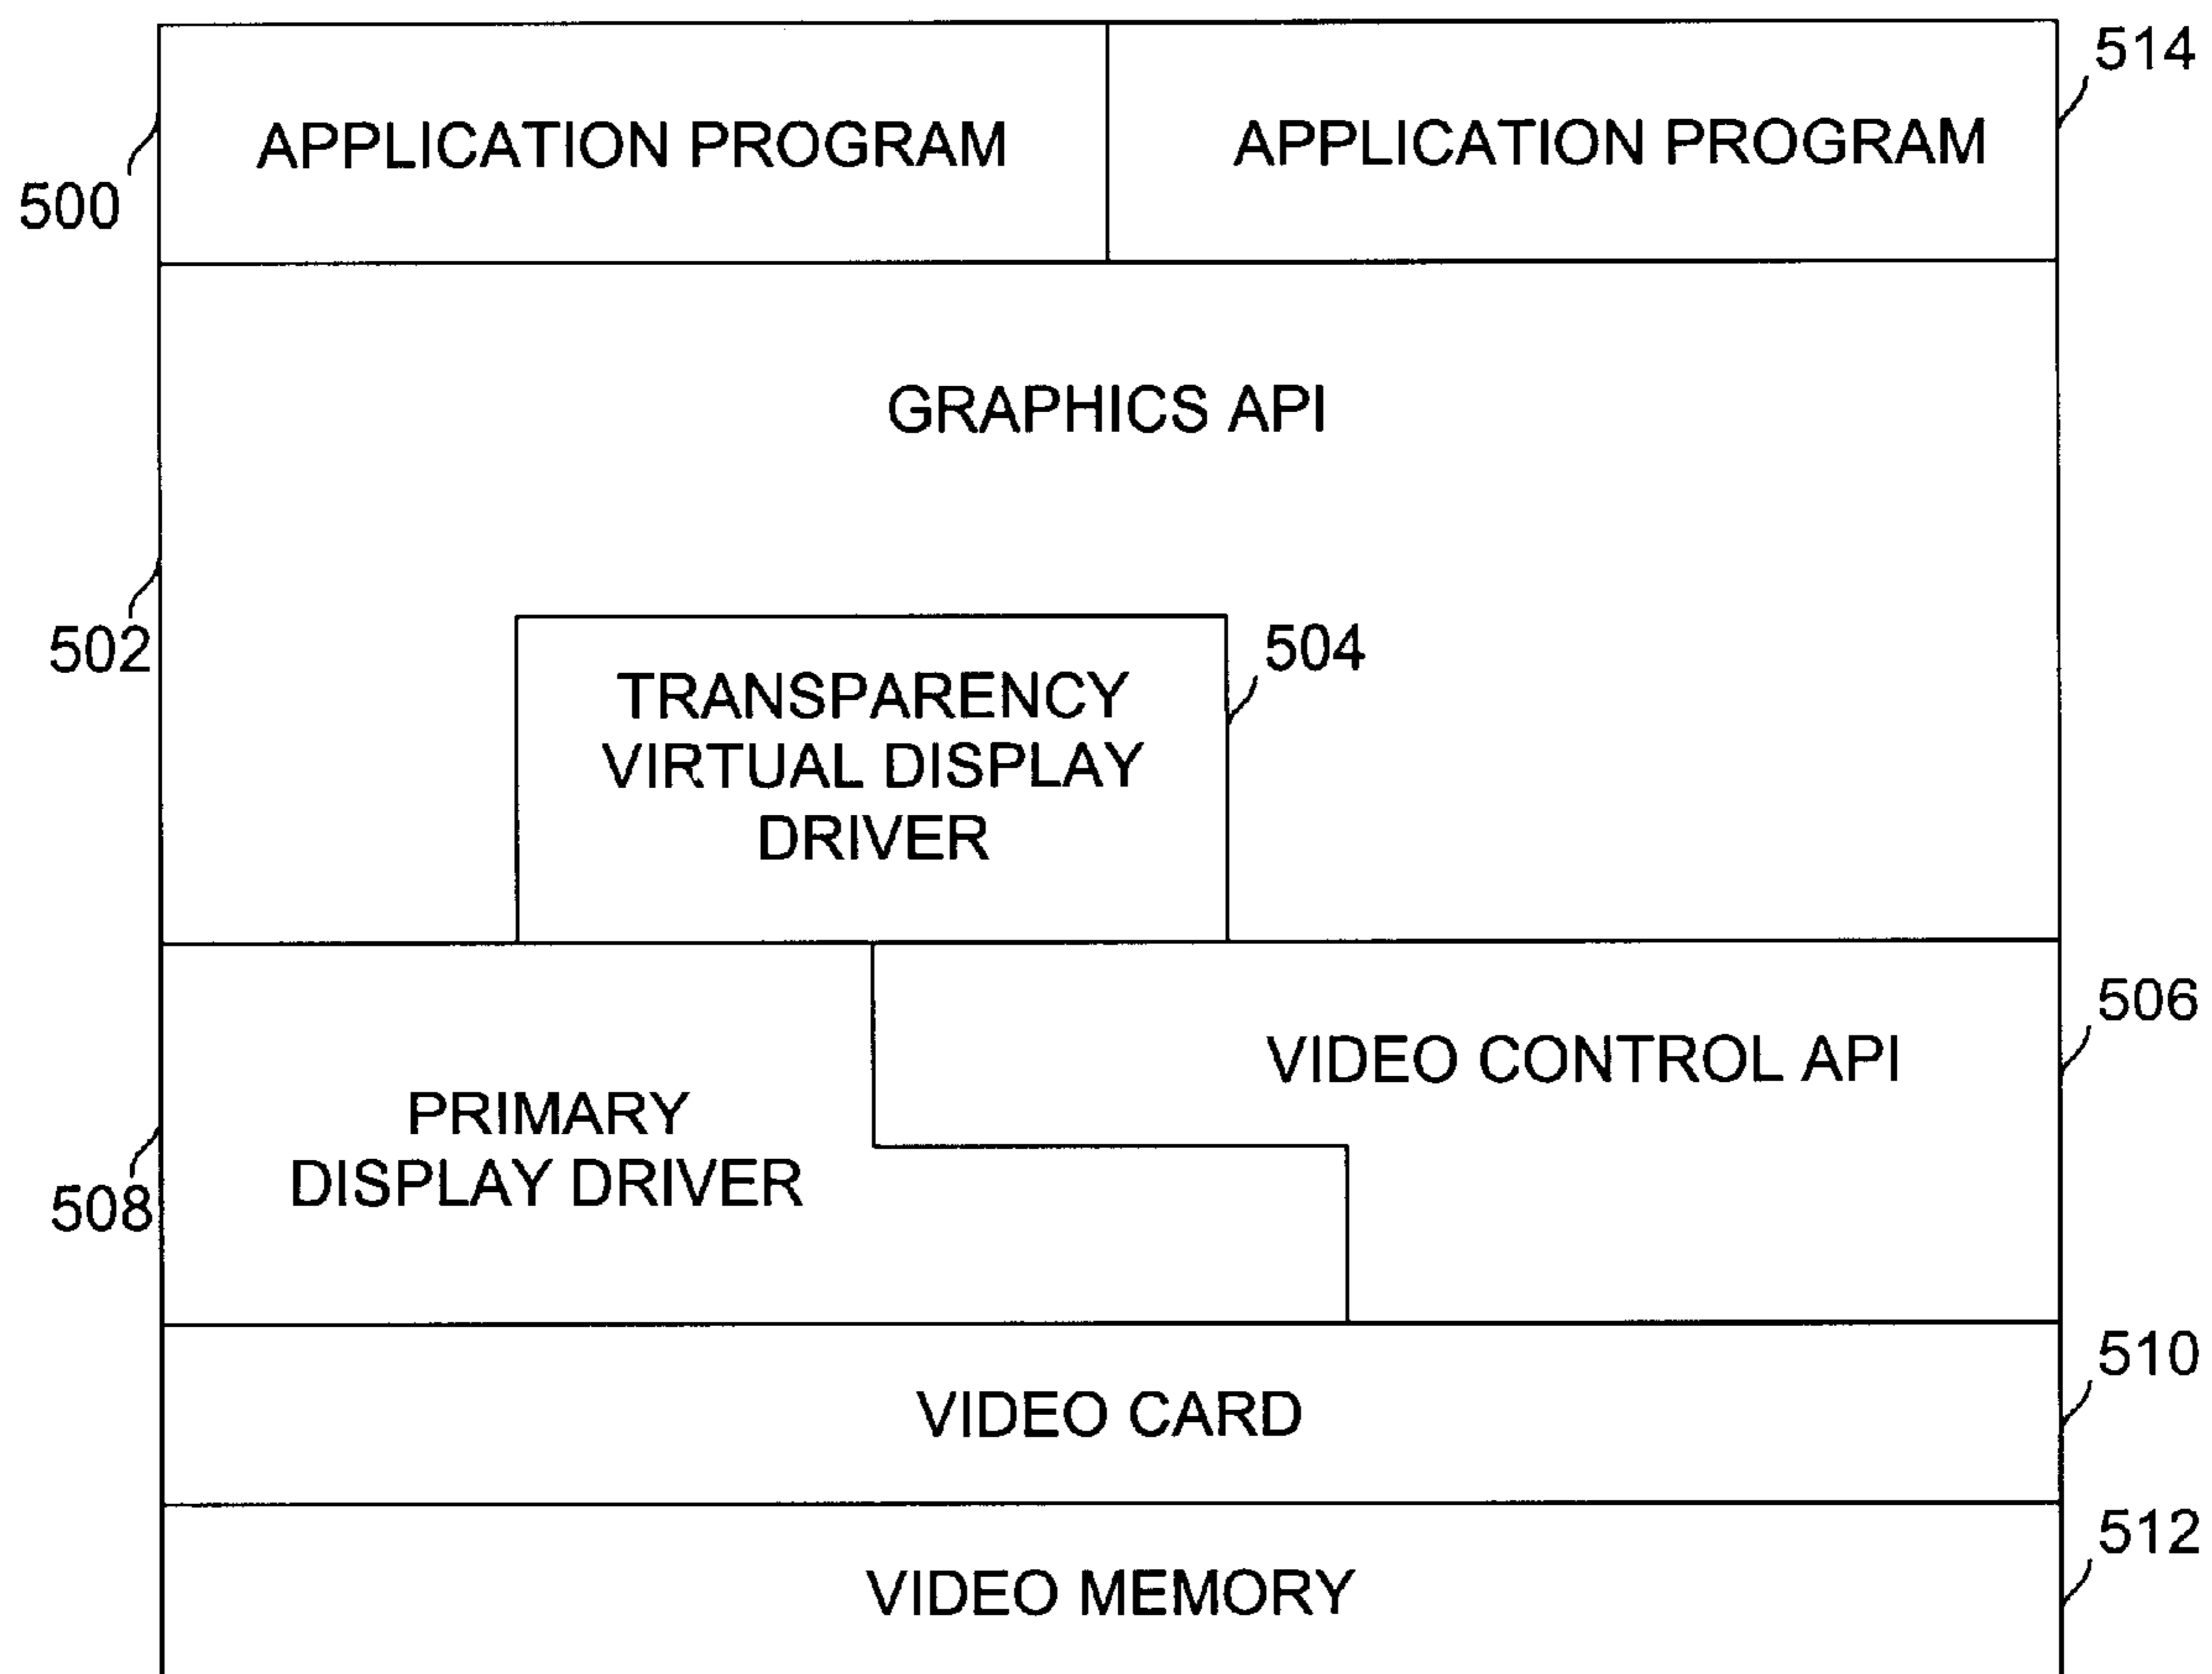 514
APPLICATION PROGRAM
APPLICATION PROGRAM
500
GRAPHICS API
502
504
TRANSPARENCY
VIRTUAL DISPLAY
DRIVER
506
VIDEO CONTROL API
PRIMARY
DISPLAY DRIVER
508
510
VIDEO CARD
512
VIDEO MEMORY